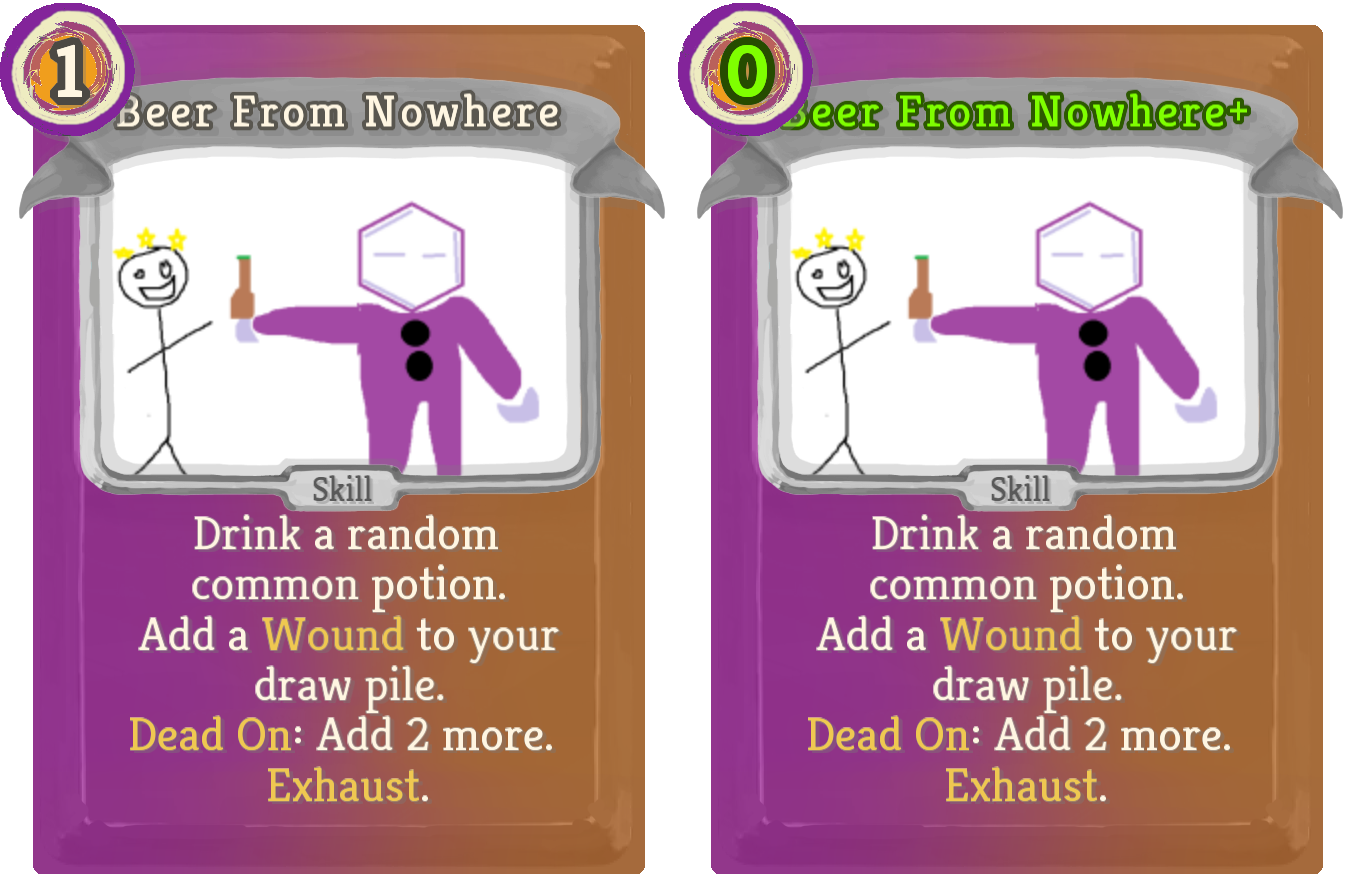 1
Beer From Nowhere
Skill
Drink a random
common potion.
Add a Wound to your
draw pile.
Dead On: Add 2 more.
Exhaust.
0
Beer From Nowhere+
Skill
Drink a random
common potion.
Add a Wound to your
draw pile.
Dead On: Add 2 more.
Exhaust.